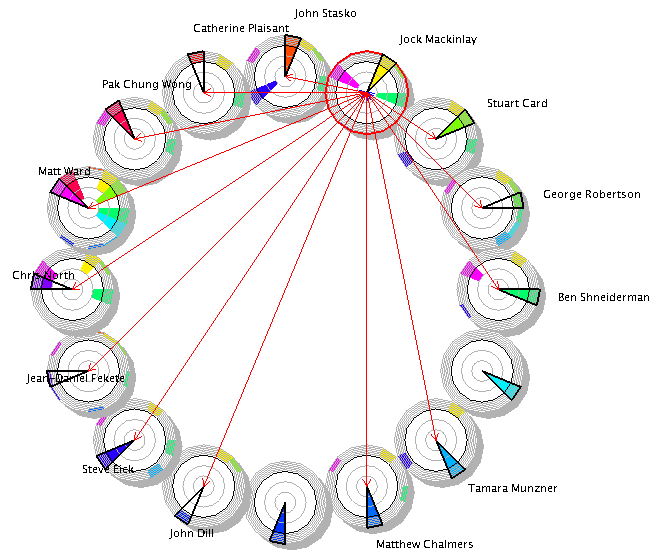 John Stasko
Catherine Plaisant
Jock Mackinlay
Pak Chung Wong
Stuart Card
Matt Ward
George Robertson
Chris North
Ben Shneiderman
Jean-Daniel Fekete
Steve Eick
Tamara Munzner
John Dill
Matthew Chalmers